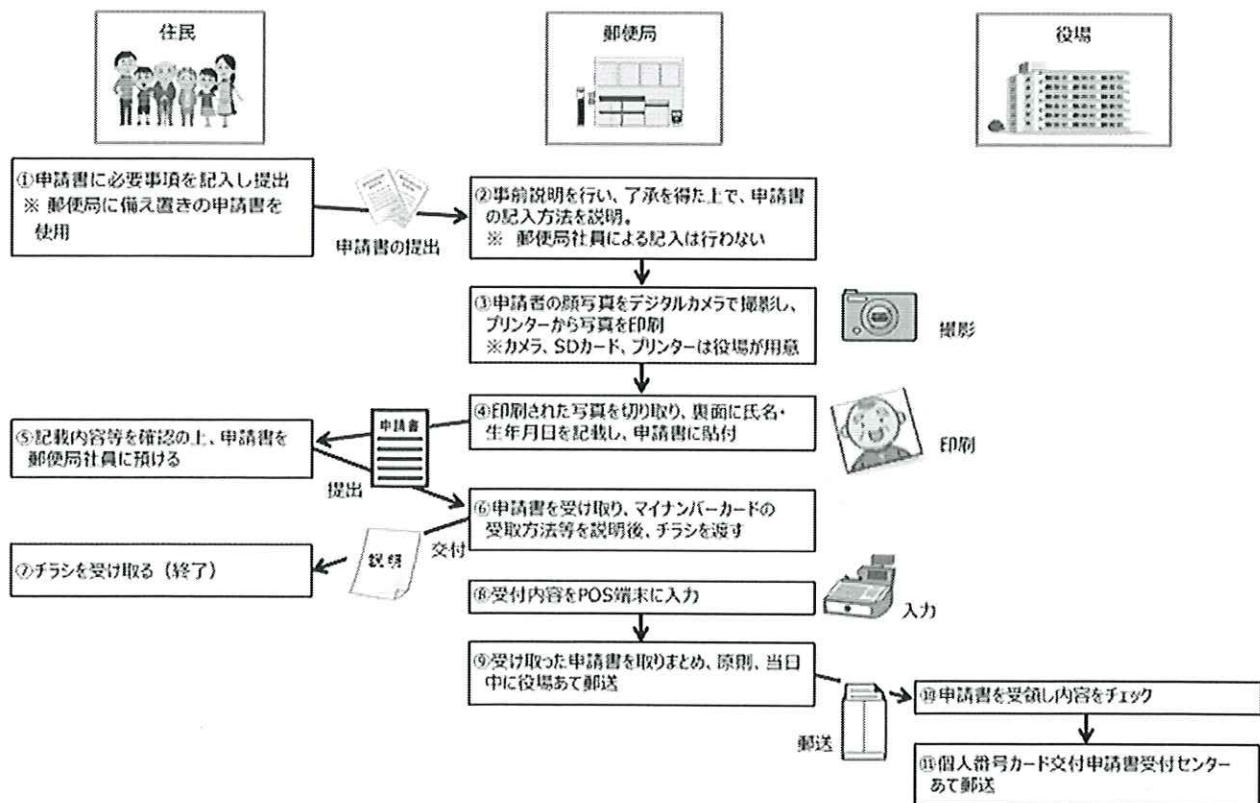 住民
郵便局
役場
①申請書に必要事項を記入し提出
※ 郵便局に備え置きの申請書を
使用
申請書の提出
②事前説明を行い、了承を得た上で、申請書
の記入方法を説明。
※ 郵便局社員による記入は行わない
③申請者の顔写真をデジタルカメラで撮影し、
プリンターから写真を印刷
※カメラ、SDカード、プリンターは役場が用意
撮影
④印刷された写真を切り取り、裏面に氏名・
生年月日を記載し、申請書に貼付
印刷
申請書
⑤記載内容等を確認の上、申請書を
郵便局社員に預ける
提出
⑥申請書を受け取り、マイナンバーカードの
受取方法等を説明後、チラシを渡す
交付
説明
⑦チラシを受け取る（終了）
⑧受付内容をPOS端末に入力
入力
⑨受け取った申請書を取りまとめ、原則、当日
中に役場あて郵送
郵送
⑩申請書を受領し内容をチェック
⑪個人番号カード交付申請書受付センター
あて郵送